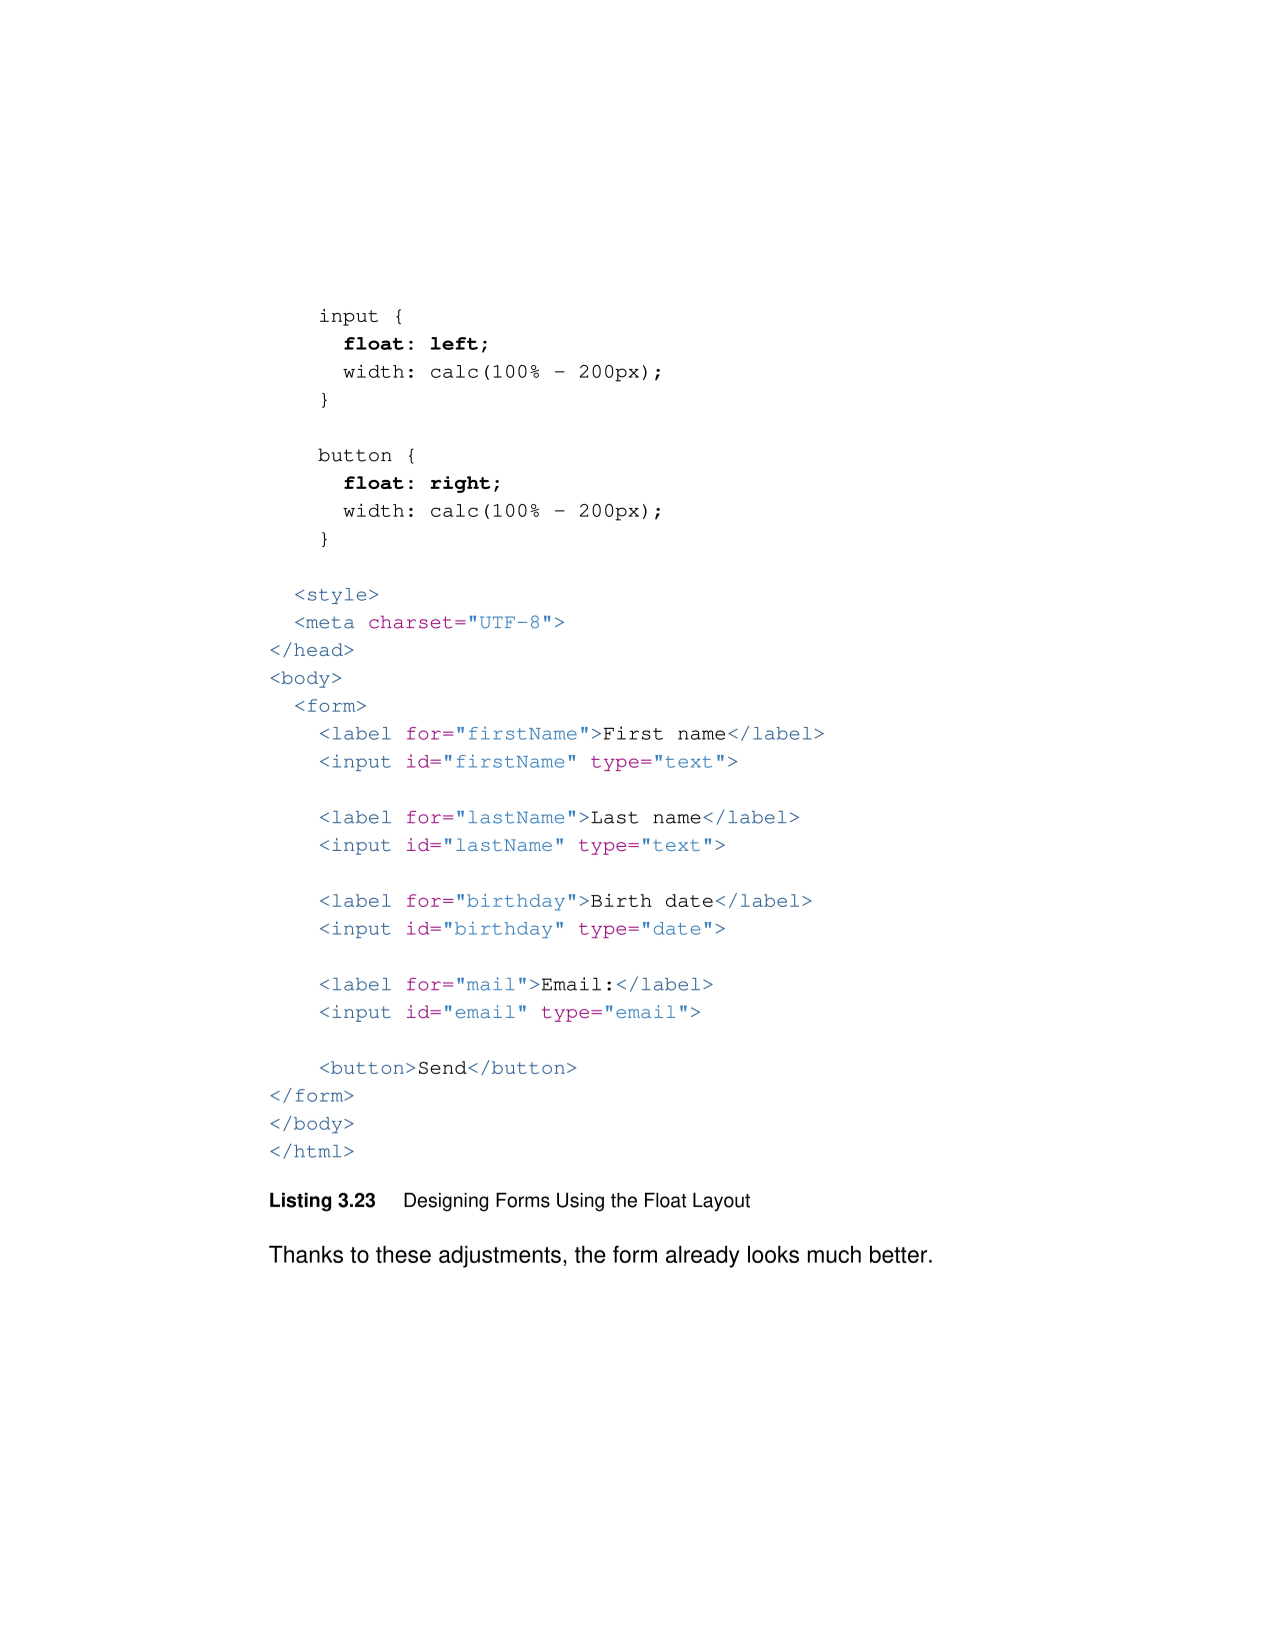 input {
float: left;
width: calc(100% - 200px);
}
button {
float: right;
width: calc(100% - 200px);
}
<style>
<meta charset="UTF-8">
</head>
<body>
<form>
<label for="firstName">First name</label>
<input id="firstName" type="text">
<label for="lastName">Last name</label>
<input id="lastName" type="text">
<label for="birthday">Birth date</label>
<input id="birthday" type="date">
<label for="mail">Email:</label>
<input id="email" type="email">
<button>Send</button>
</form>
</body>
</html>
Listing 3.23 Designing Forms Using the Float Layout
Thanks to these adjustments, the form already looks much better.